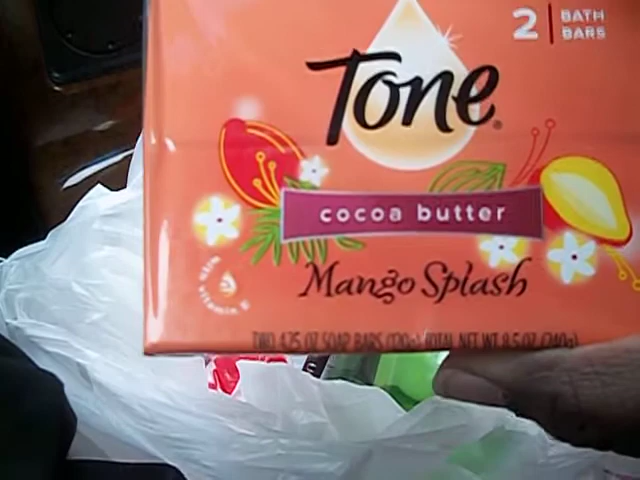 2 BATH BARS
Tone®
cocoa butter
Mango Splash
vitamin E
TWO 4.25 OZ SOAP BARS (120g) TOTAL NET WT 8.5 OZ (240g)